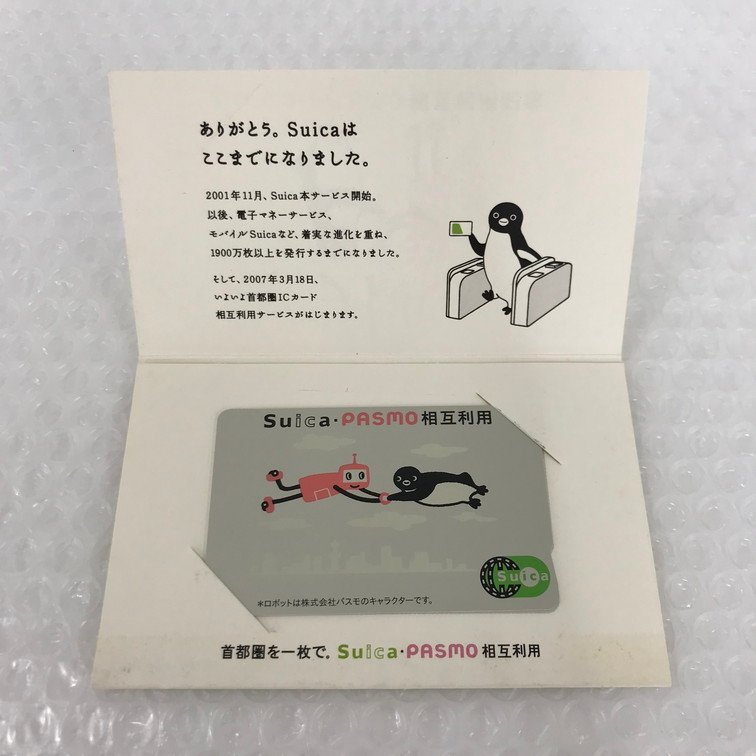 ありがとう。Suicaは
ここまでになりました。
2001年11月、Suica本サービス開始。
以後、電子マネーサービス、
モバイルSuicaなど、着実な進化を重ね、
1900万枚以上を発行するまでになりました。
そして、2007年3月18日、
いよいよ首都圏ICカード
相互利用サービスがはじまります。
Suica・PASMO相互利用
Suica
*ロボットは株式会社パスモのキャラクターです。
首都圏を一枚で。Suica・PASMO相互利用